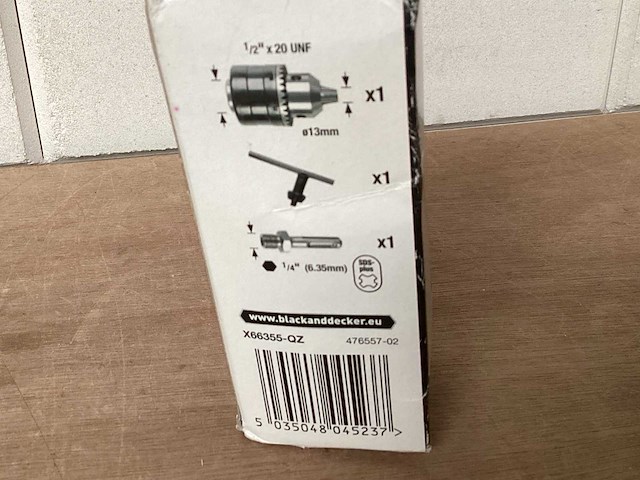 1/2" x 20 UNF
x1
ø13mm
x1
x1
1/4" (6.35mm)
SDS-
plus
www.blackanddecker.eu
X66355-QZ 476557-02
5 035048 045237 >